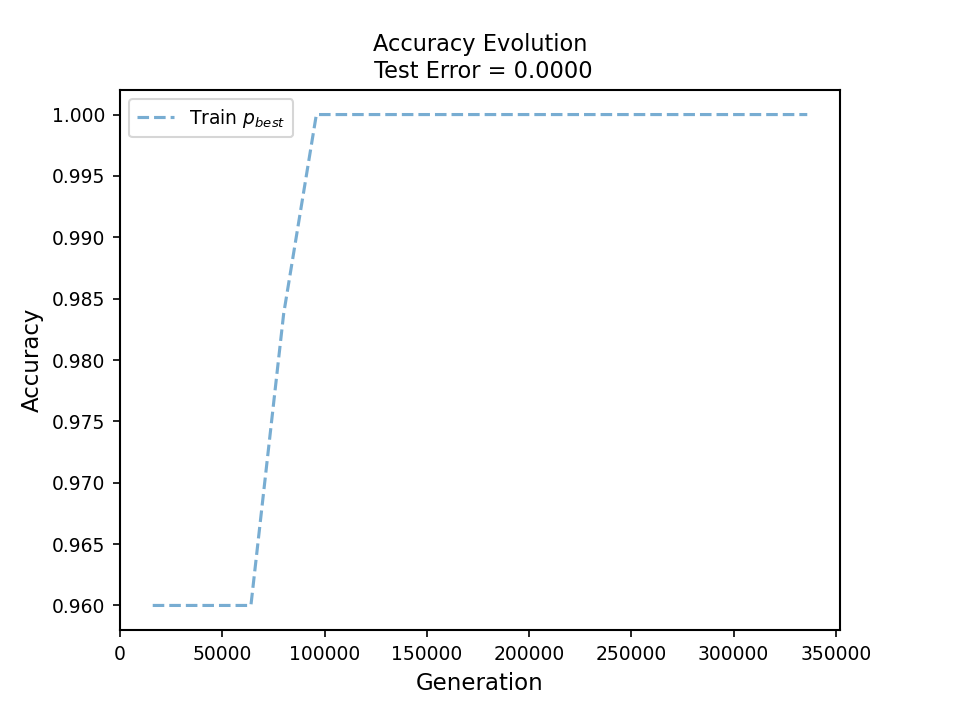 Accuracy Evolution
Test Error = 0.0000
Train p_best
1.000
0.995
0.990
0.985
0.980
0.975
0.970
0.965
0.960
Accuracy
0 50000 100000 150000 200000 250000 300000 350000
Generation